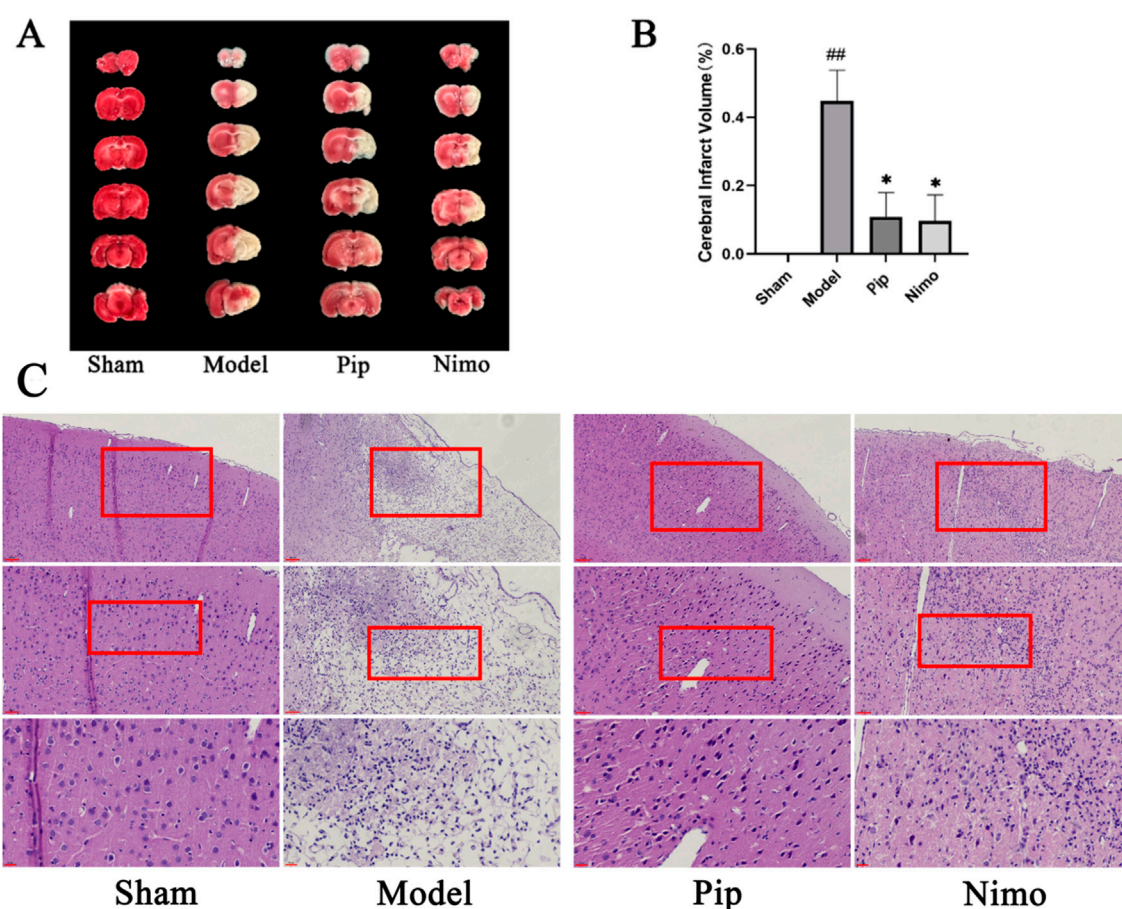 A
Sham Model Pip Nimo
B
Cerebral Infarct Volume (%)
0.6
0.4
0.2
0.0
##
*
*
Sham
Model
Pip
Nimo
C
Sham Model Pip Nimo